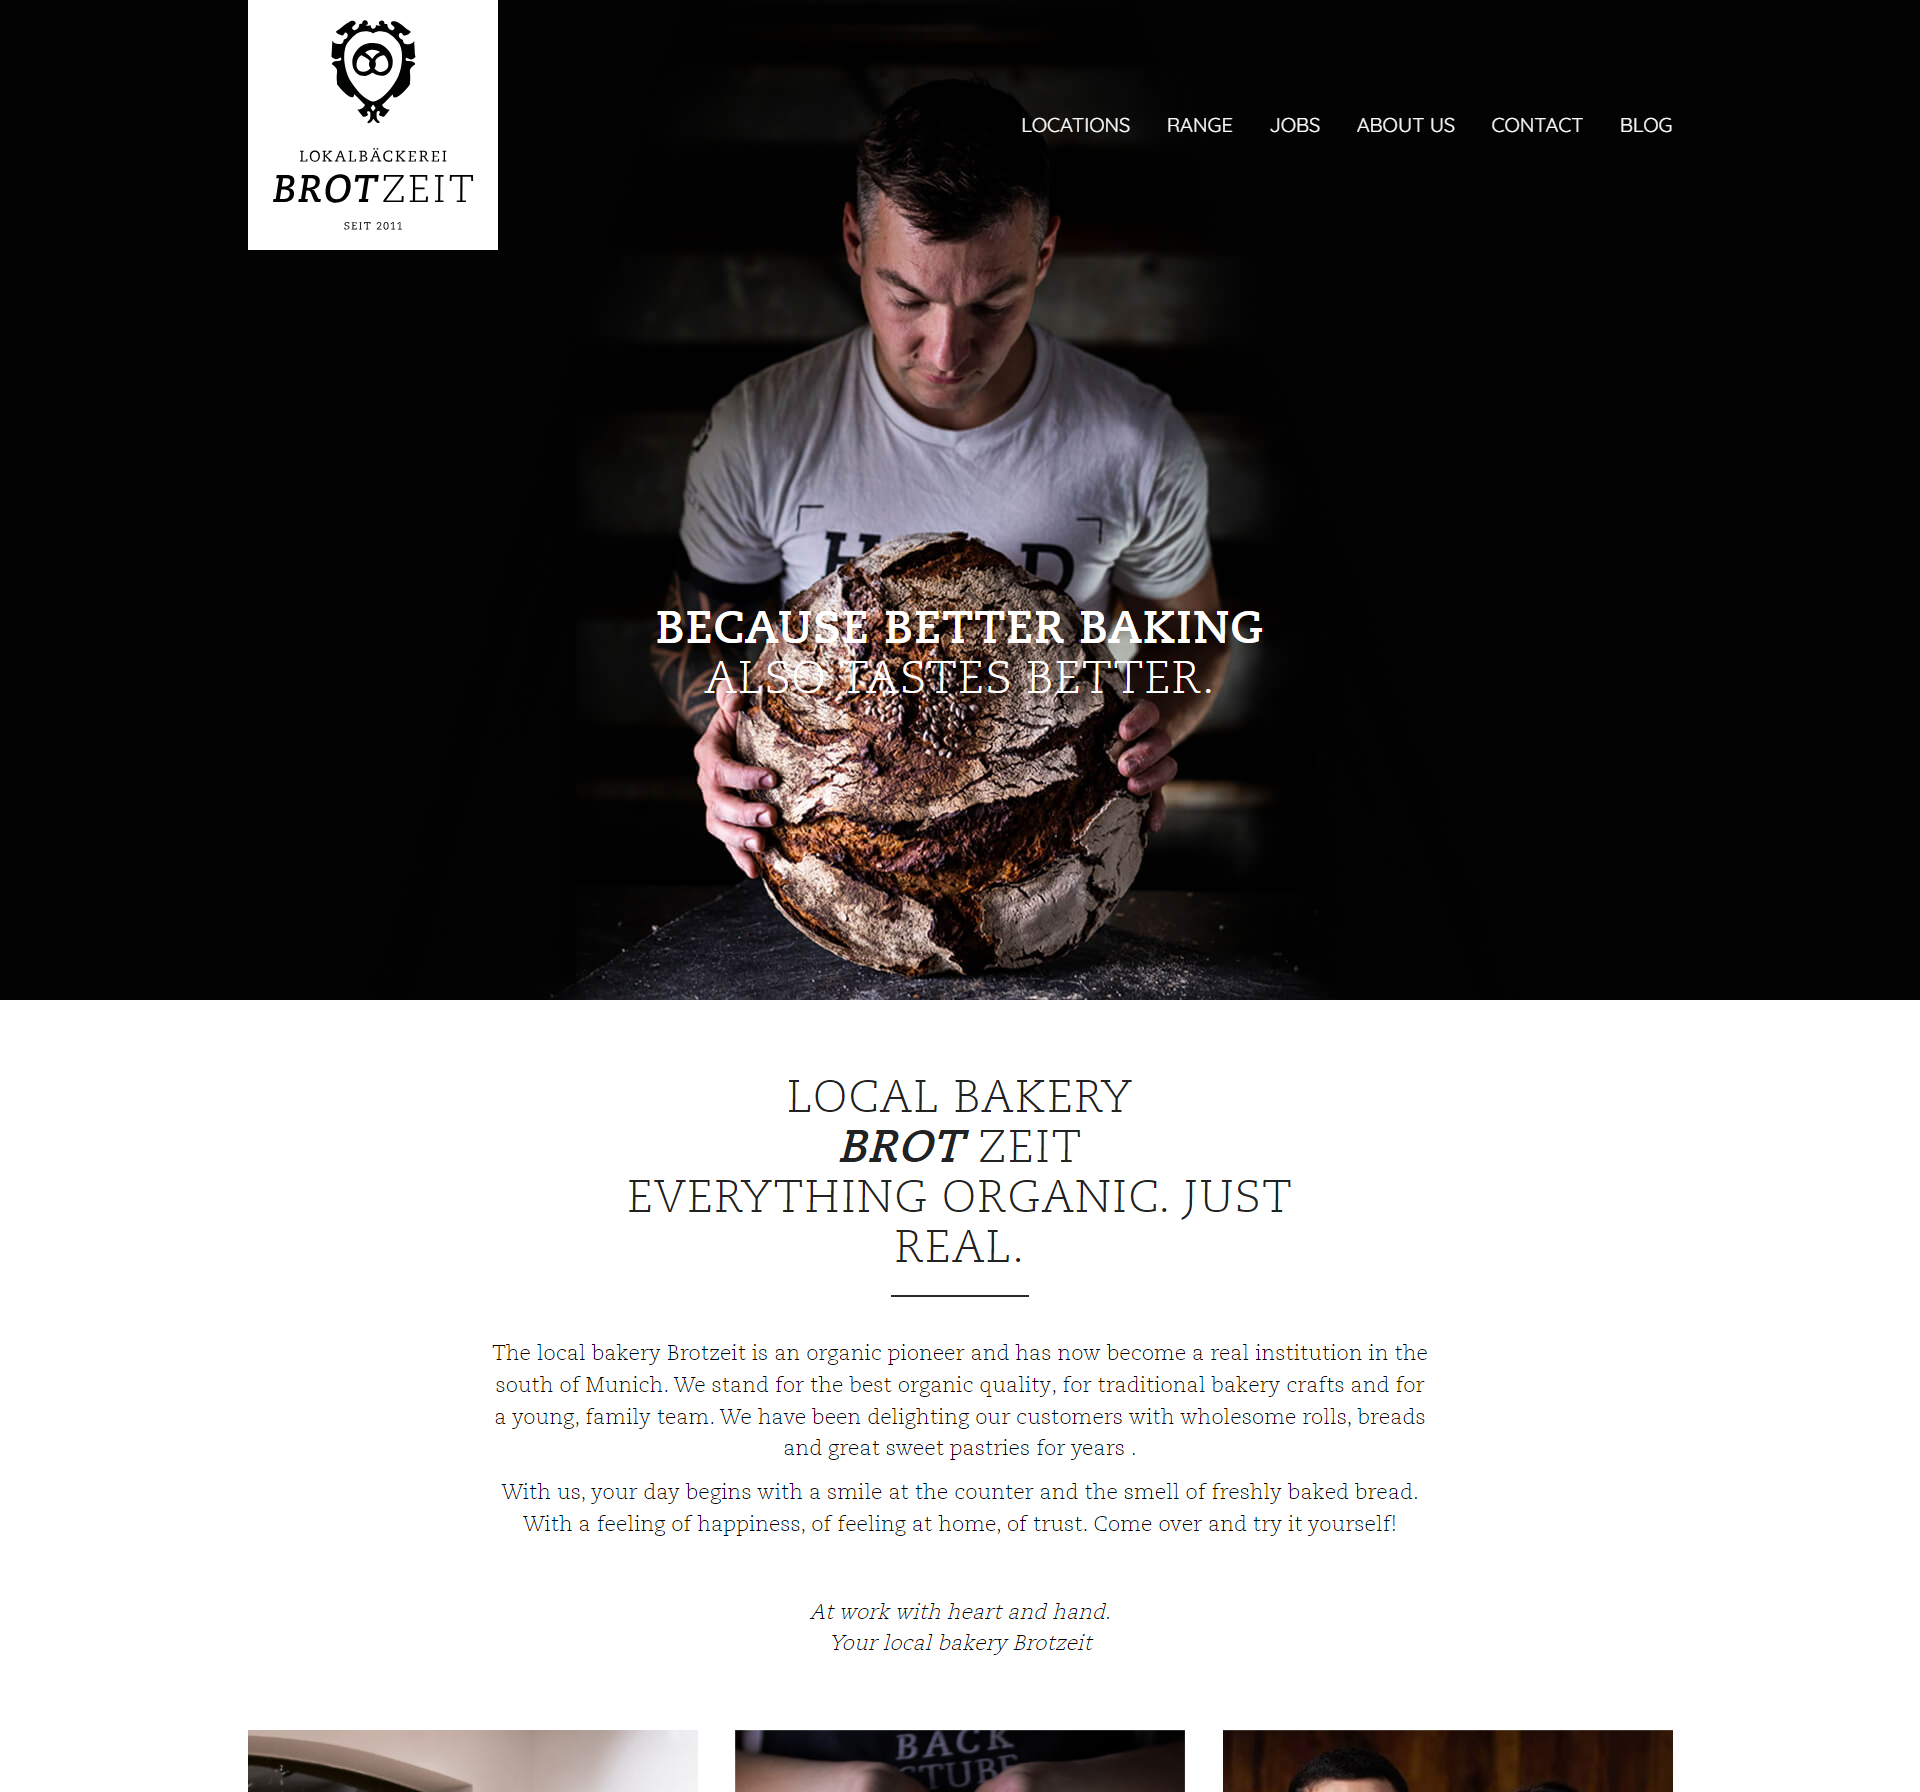 LOKALBÄCKEREI
BROTZEIT
SEIT 2011
LOCATIONS RANGE JOBS ABOUT US CONTACT BLOG
BECAUSE BETTER BAKING
ALSO TASTES BETTER.
LOCAL BAKERY
BROT ZEIT
EVERYTHING ORGANIC. JUST
REAL.
The local bakery Brotzeit is an organic pioneer and has now become a real institution in the
south of Munich. We stand for the best organic quality, for traditional bakery crafts and for
a young, family team. We have been delighting our customers with wholesome rolls, breads
and great sweet pastries for years .
With us, your day begins with a smile at the counter and the smell of freshly baked bread.
With a feeling of happiness, of feeling at home, of trust. Come over and try it yourself!
At work with heart and hand.
Your local bakery Brotzeit
BACK